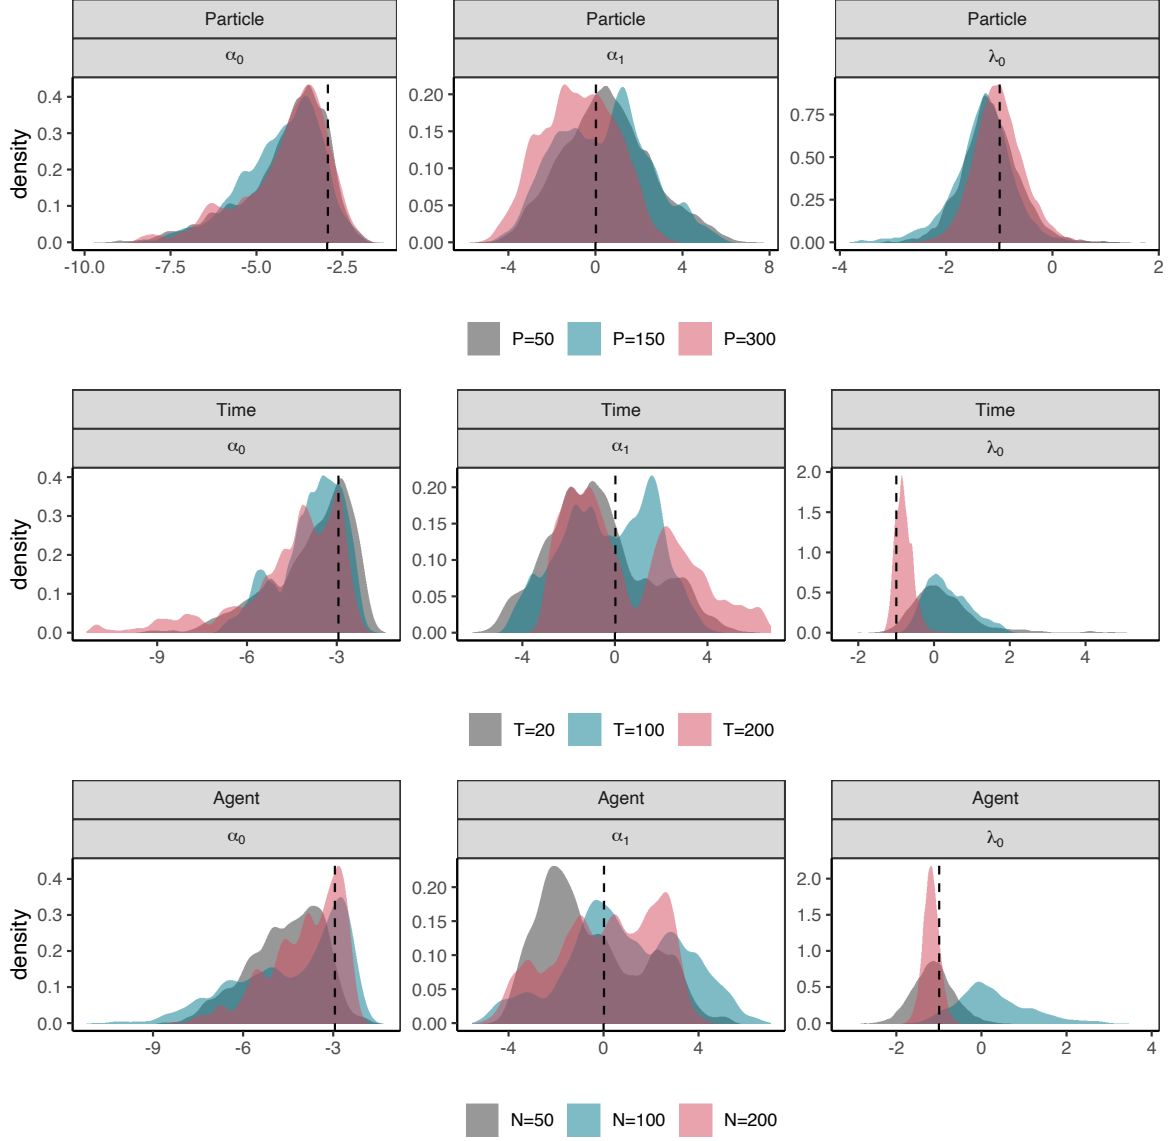 Particle Particle Particle
α₀ α₁ λ₀
density
0.4 0.3 0.2 0.1 0.0
0.20 0.15 0.10 0.05 0.00
0.75 0.50 0.25 0.00
-10.0 -7.5 -5.0 -2.5
-4 0 4 8
-4 -2 0 2
P=50 P=150 P=300
Time Time Time
α₀ α₁ λ₀
density
0.4 0.3 0.2 0.1 0.0
0.20 0.15 0.10 0.05 0.00
2.0 1.5 1.0 0.5 0.0
-9 -6 -3
-4 0 4
-2 0 2 4
T=20 T=100 T=200
Agent Agent Agent
α₀ α₁ λ₀
density
0.4 0.3 0.2 0.1 0.0
0.20 0.15 0.10 0.05 0.00
2.0 1.5 1.0 0.5 0.0
-9 -6 -3
-4 0 4
-2 0 2 4
N=50 N=100 N=200